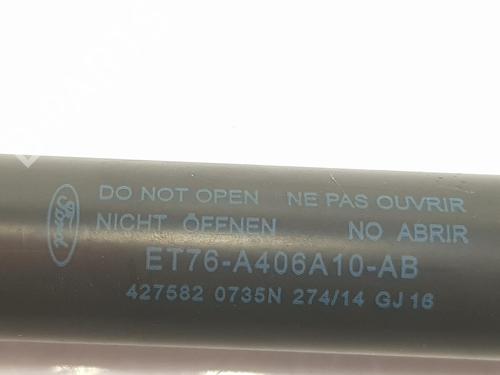 DO NOT OPEN NE PAS OUVRIR
Ford NICHT ÖFFNEN NO ABRIR
ET76-A406A10-AB
427582 0735N 274/14 GJ 16